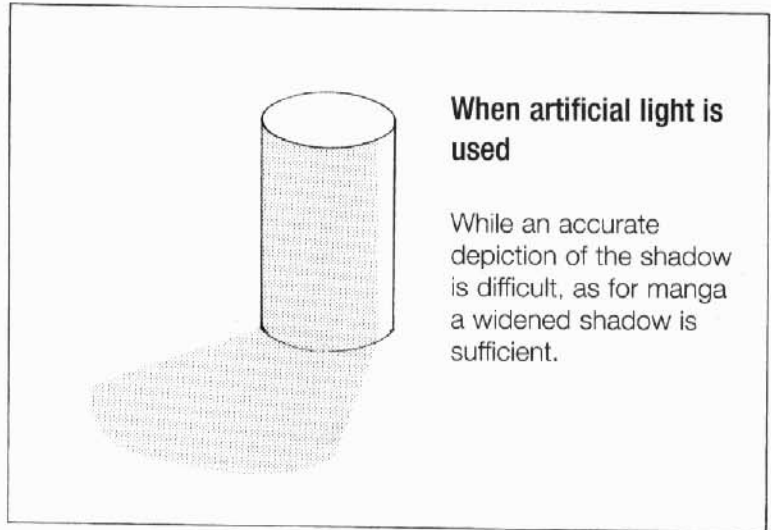 When artificial light is
used
While an accurate
depiction of the shadow
is difficult, as for manga
a widened shadow is
sufficient.